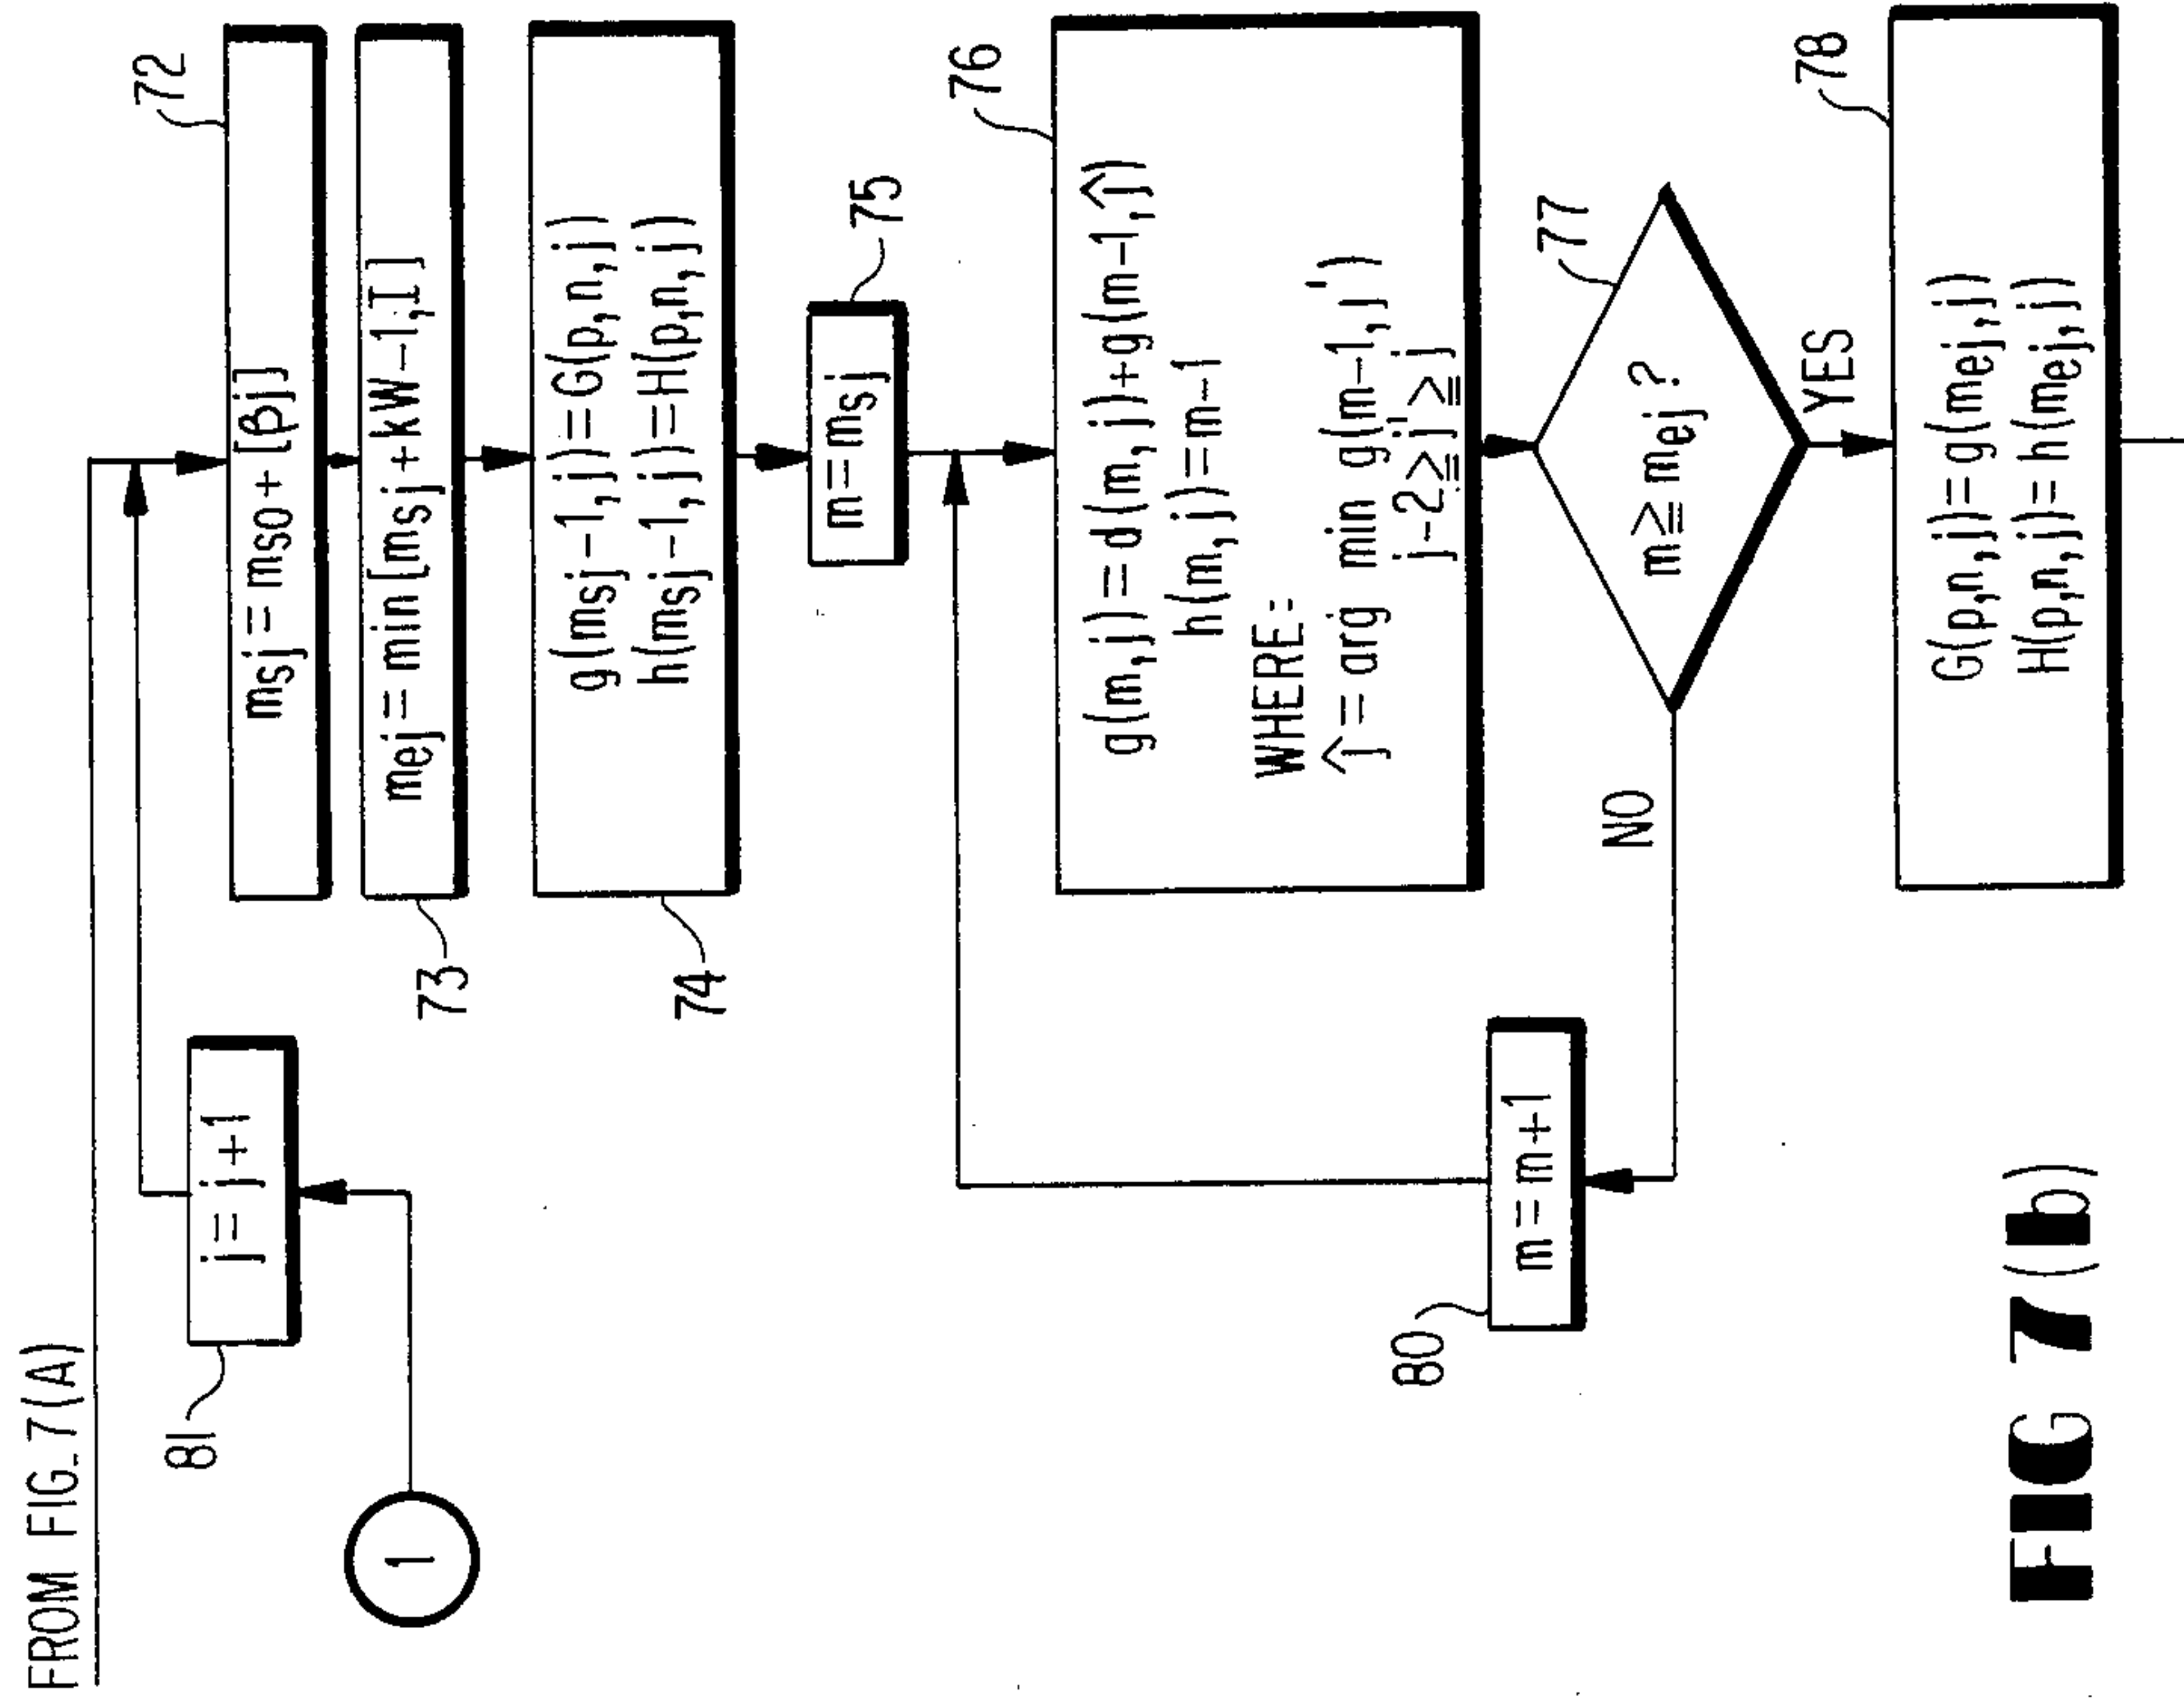 FROM FIG. 7(A)
81
j=j+1
1
72
msj=mso+[βj]
73
mej=min[msj+kW-1,I]
74
g(msj-1,j)=G(p,n,j)
h(msj-1,j)=H(p,n,j)
75
m=msj
76
g(m,j)=d(m,j)+g(m-1,ĵ)
h(m,j)=m-1
WHERE:
ĵ=arg min g(m-1,j')
j-2≧j'≧j
77
m≧mej?
NO
YES
80
m=m+1
78
G(p,n,j)=g(mej,j)
H(p,n,j)=h(mej,j)
FIG 7(b)